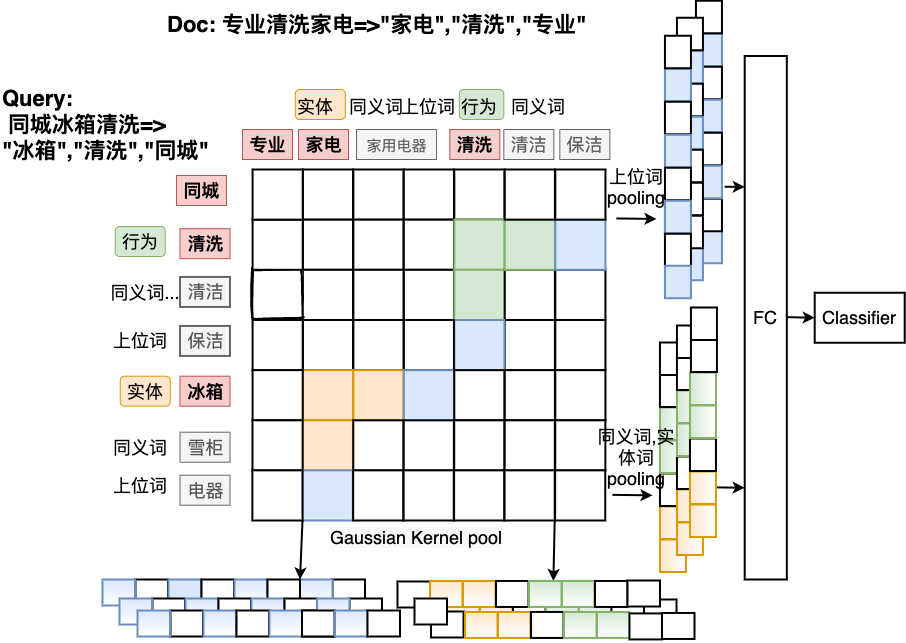 Doc: 专业清洗家电=>"家电","清洗","专业"
Query:
同城冰箱清洗=>
"冰箱","清洗","同城"
实体 同义词上位词 行为 同义词
专业 家电 家用电器 清洗 清洁 保洁
同城
行为 清洗
同义词... 清洁
上位词 保洁
实体 冰箱
同义词 雪柜
上位词 电器
上位词
pooling
同义词,实
体词
pooling
FC
Classifier
Gaussian Kernel pool